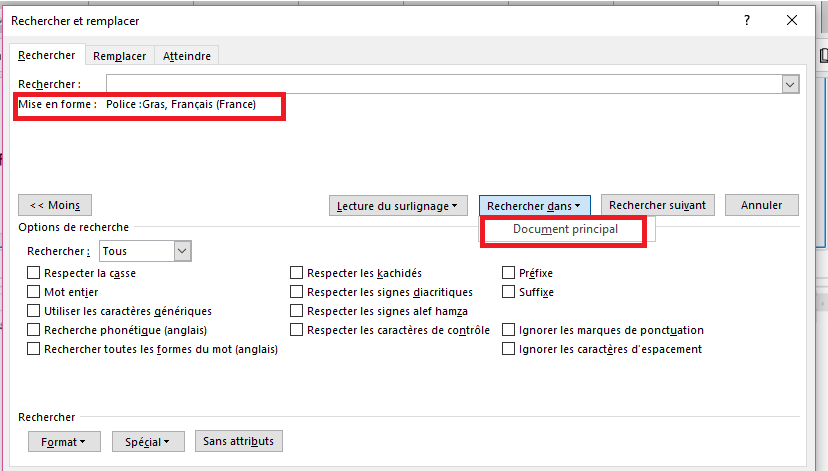 Rechercher et remplacer
?
Rechercher Remplacer Atteindre
Rechercher :
Mise en forme : Police :Gras, Français (France)
<< Moins Lecture du surlignage Rechercher dans Rechercher suivant Annuler
Options de recherche
Document principal
Rechercher : Tous
Respecter la casse Respecter les kachidés Préfixe
Mot entier Respecter les signes diacritiques Suffixe
Utiliser les caractères génériques Respecter les signes alef hamza
Recherche phonétique (anglais) Respecter les caractères de contrôle Ignorer les marques de ponctuation
Rechercher toutes les formes du mot (anglais) Ignorer les caractères d'espacement
Rechercher
Format Spécial Sans attributs